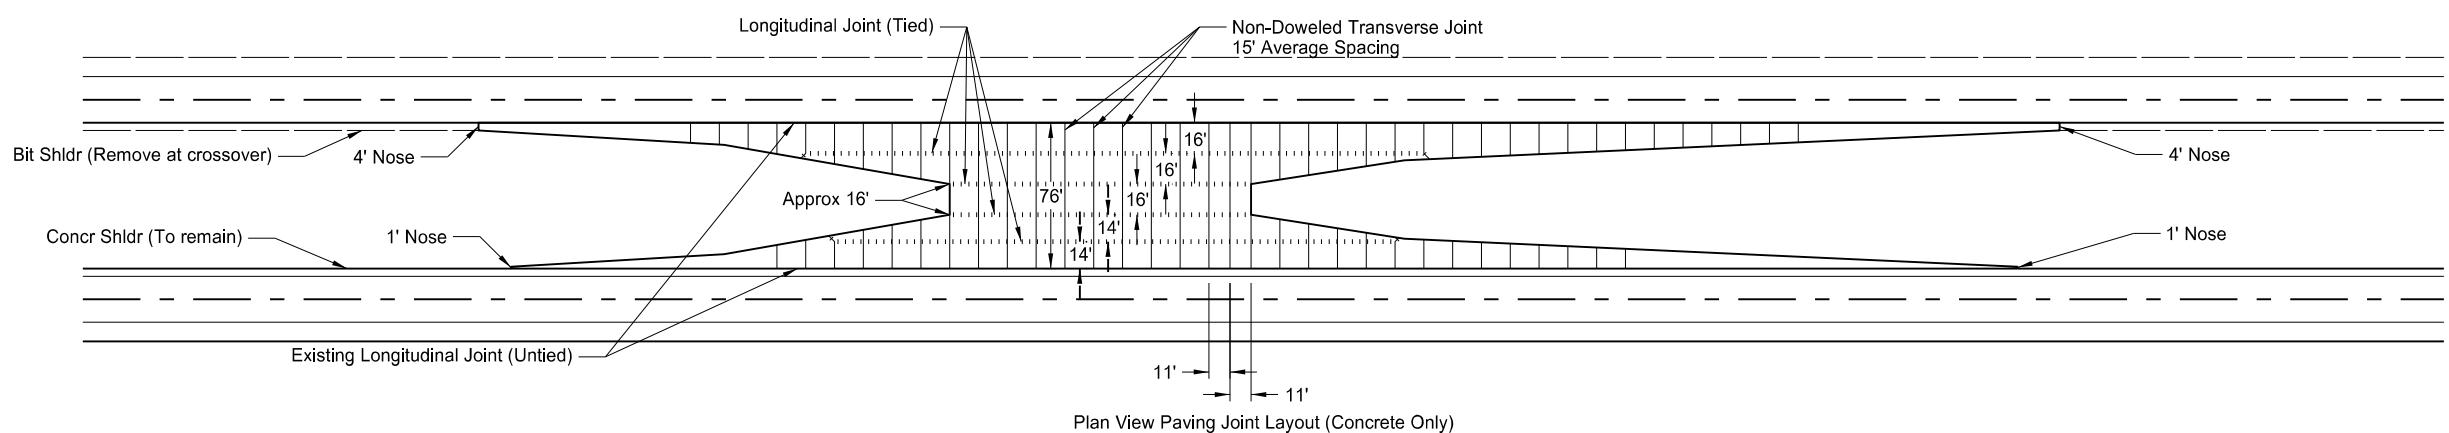 Longitudinal Joint (Tied)
Non-Doweled Transverse Joint
15' Average Spacing
16'
Bit Shldr (Remove at crossover)
4' Nose
4' Nose
16'
Approx 16'
76'
16'
14'
Concr Shldr (To remain)
1' Nose
1' Nose
14'
Existing Longitudinal Joint (Untied)
11'
11'
Plan View Paving Joint Layout (Concrete Only)